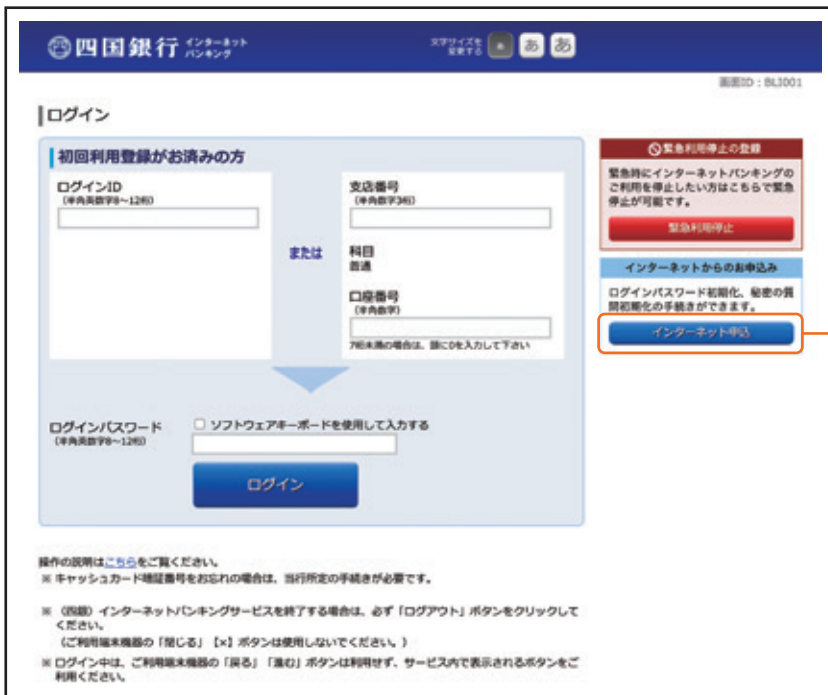 四国銀行 インターネット
バンキング
文字サイズを
変更する あ あ あ
画面ID：BLI001
ログイン
初回利用登録がお済みの方
ログインID
（半角英数字8～12桁）
または
支店番号
（半角数字3桁）
科目
普通
口座番号
（半角数字）
7桁未満の場合は、頭に0を入力して下さい
ログインパスワード
（半角英数字8～12桁）
ソフトウェアキーボードを使用して入力する
ログイン
緊急利用停止の登録
緊急時にインターネットバンキングの
ご利用を停止したい方はこちらで緊急
停止が可能です。
緊急利用停止
インターネットからのお申込み
ログインパスワード初期化、秘密の質
問初期化の手続きができます。
インターネット申込
操作の説明はこちらをご覧ください。
※ キャッシュカード暗証番号をお忘れの場合は、当行所定の手続きが必要です。
※ （四銀）インターネットバンキングサービスを終了する場合は、必ず「ログアウト」ボタンをクリックして
ください。
（ご利用端末機器の「閉じる」【×】ボタンは使用しないでください。）
※ ログイン中は、ご利用端末機器の「戻る」「進む」ボタンは利用せず、サービス内で表示されるボタンをご
利用ください。